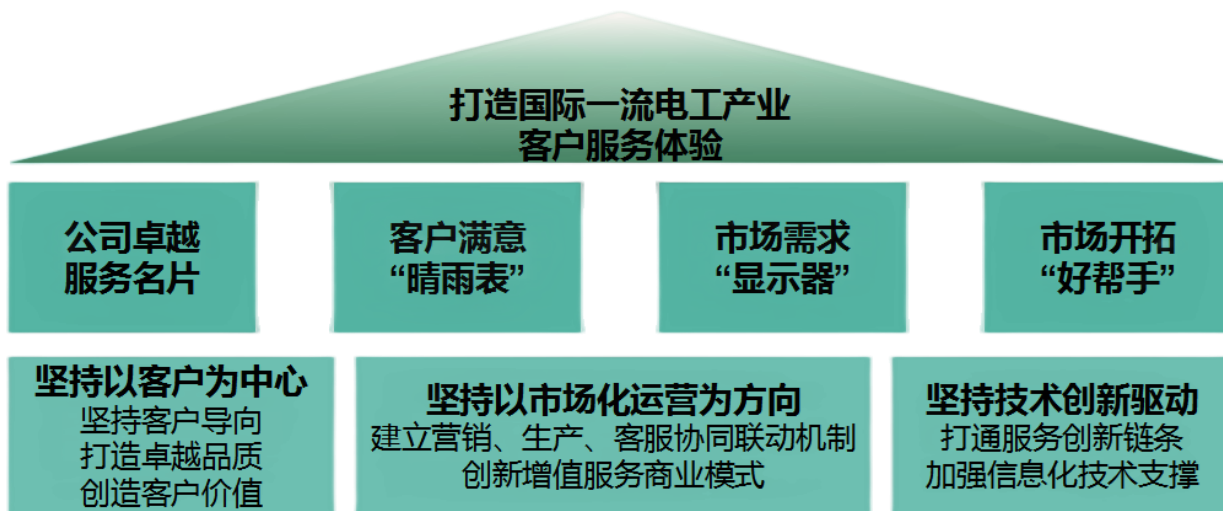 打造国际一流电工产业
客户服务体验
公司卓越
服务名片
客户满意
“晴雨表”
市场需求
“显示器”
市场开拓
“好帮手”
坚持以客户为中心
坚持客户导向
打造卓越品质
创造客户价值
坚持以市场化运营为方向
建立营销、生产、客服协同联动机制
创新增值服务商业模式
坚持技术创新驱动
打通服务创新链条
加强信息化技术支撑